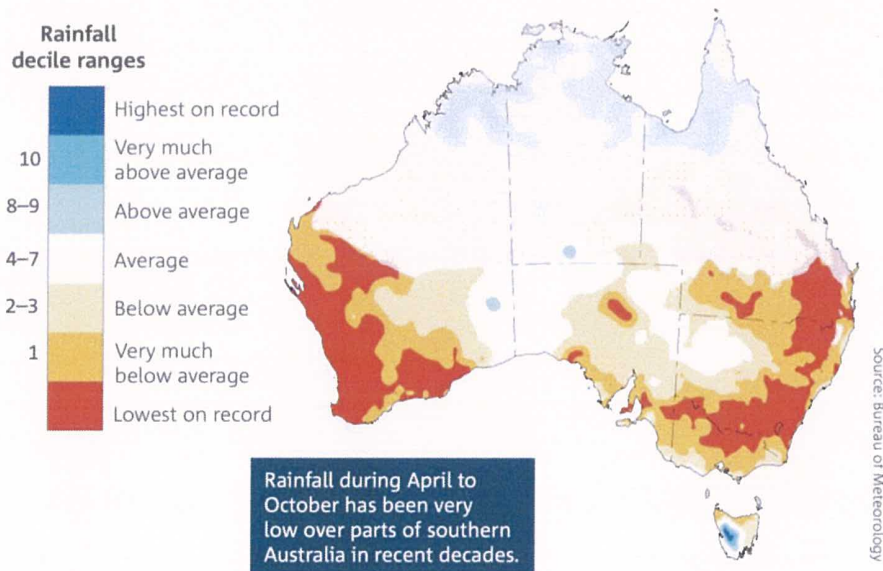 Rainfall
decile ranges
Highest on record
10 Very much
above average
8–9 Above average
4–7 Average
2–3 Below average
1 Very much
below average
Lowest on record
Rainfall during April to
October has been very
low over parts of southern
Australia in recent decades.
Source: Bureau of Meteorology